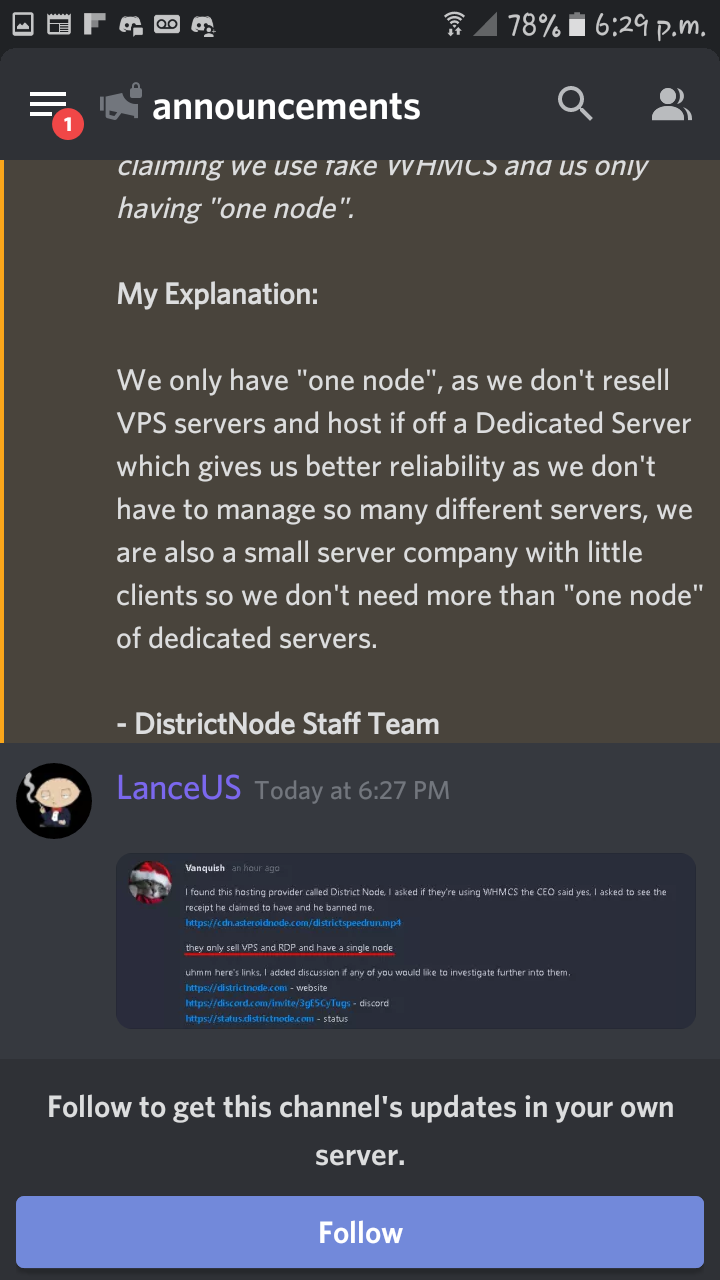 78% 6:29 p.m.
1
announcements
claiming we use fake WHMCS and us only
having "one node".
My Explanation:
We only have "one node", as we don't resell
VPS servers and host if off a Dedicated Server
which gives us better reliability as we don't
have to manage so many different servers, we
are also a small server company with little
clients so we don't need more than "one node"
of dedicated servers.
- DistrictNode Staff Team
LanceUS Today at 6:27 PM
Vanquish an hour ago
I found this hosting provider called District Node, I asked if they're using WHMCS the CEO said yes, I asked to see the
receipt he claimed to have and he banned me.
https://cdn.asteroidnode.com/districtspeedrun.mp4
they only sell VPS and RDP and have a single node
uhmm here's links, I added discussion if any of you would like to investigate further into them.
https://districtnode.com - website
https://discord.com/invite/3gE5CyTugs - discord
https://status.districtnode.com - status
Follow to get this channel's updates in your own
server.
Follow